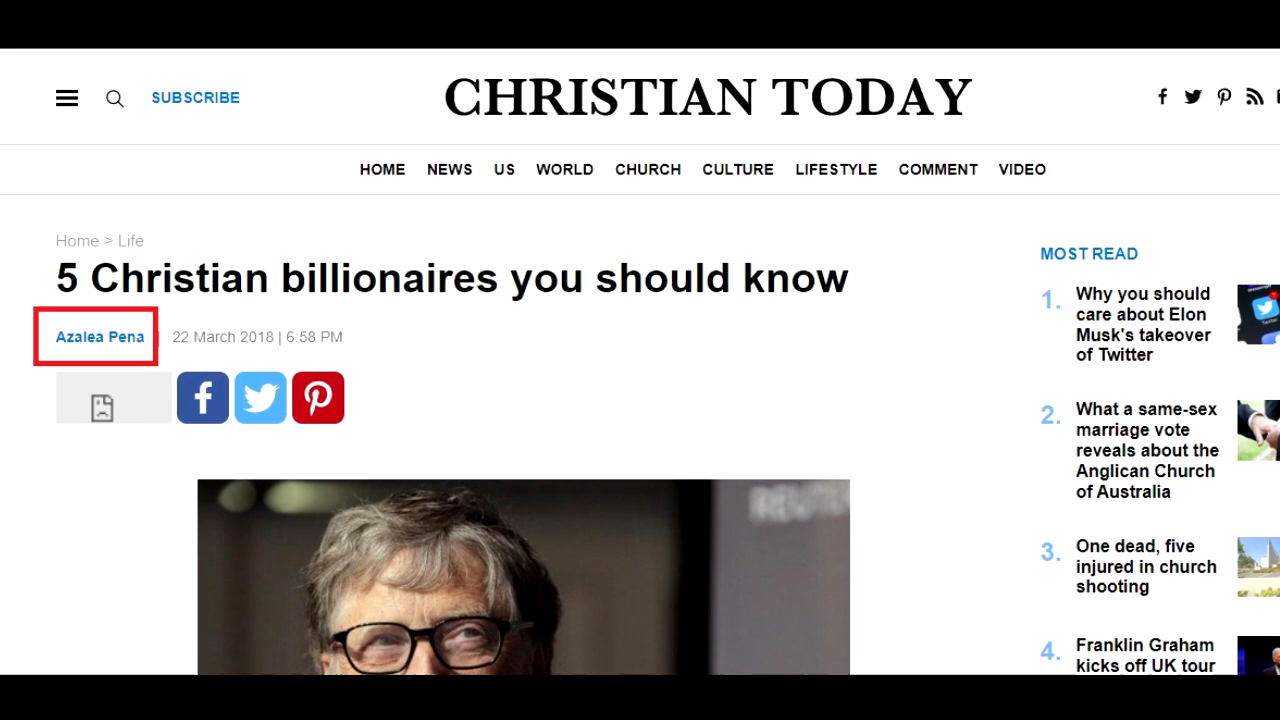 SUBSCRIBE
CHRISTIAN TODAY
HOME NEWS US WORLD CHURCH CULTURE LIFESTYLE COMMENT VIDEO
Home > Life
5 Christian billionaires you should know
Azalea Pena | 22 March 2018 | 6:58 PM
MOST READ
1. Why you should
care about Elon
Musk's takeover
of Twitter
2. What a same-sex
marriage vote
reveals about the
Anglican Church
of Australia
3. One dead, five
injured in church
shooting
4. Franklin Graham
kicks off UK tour